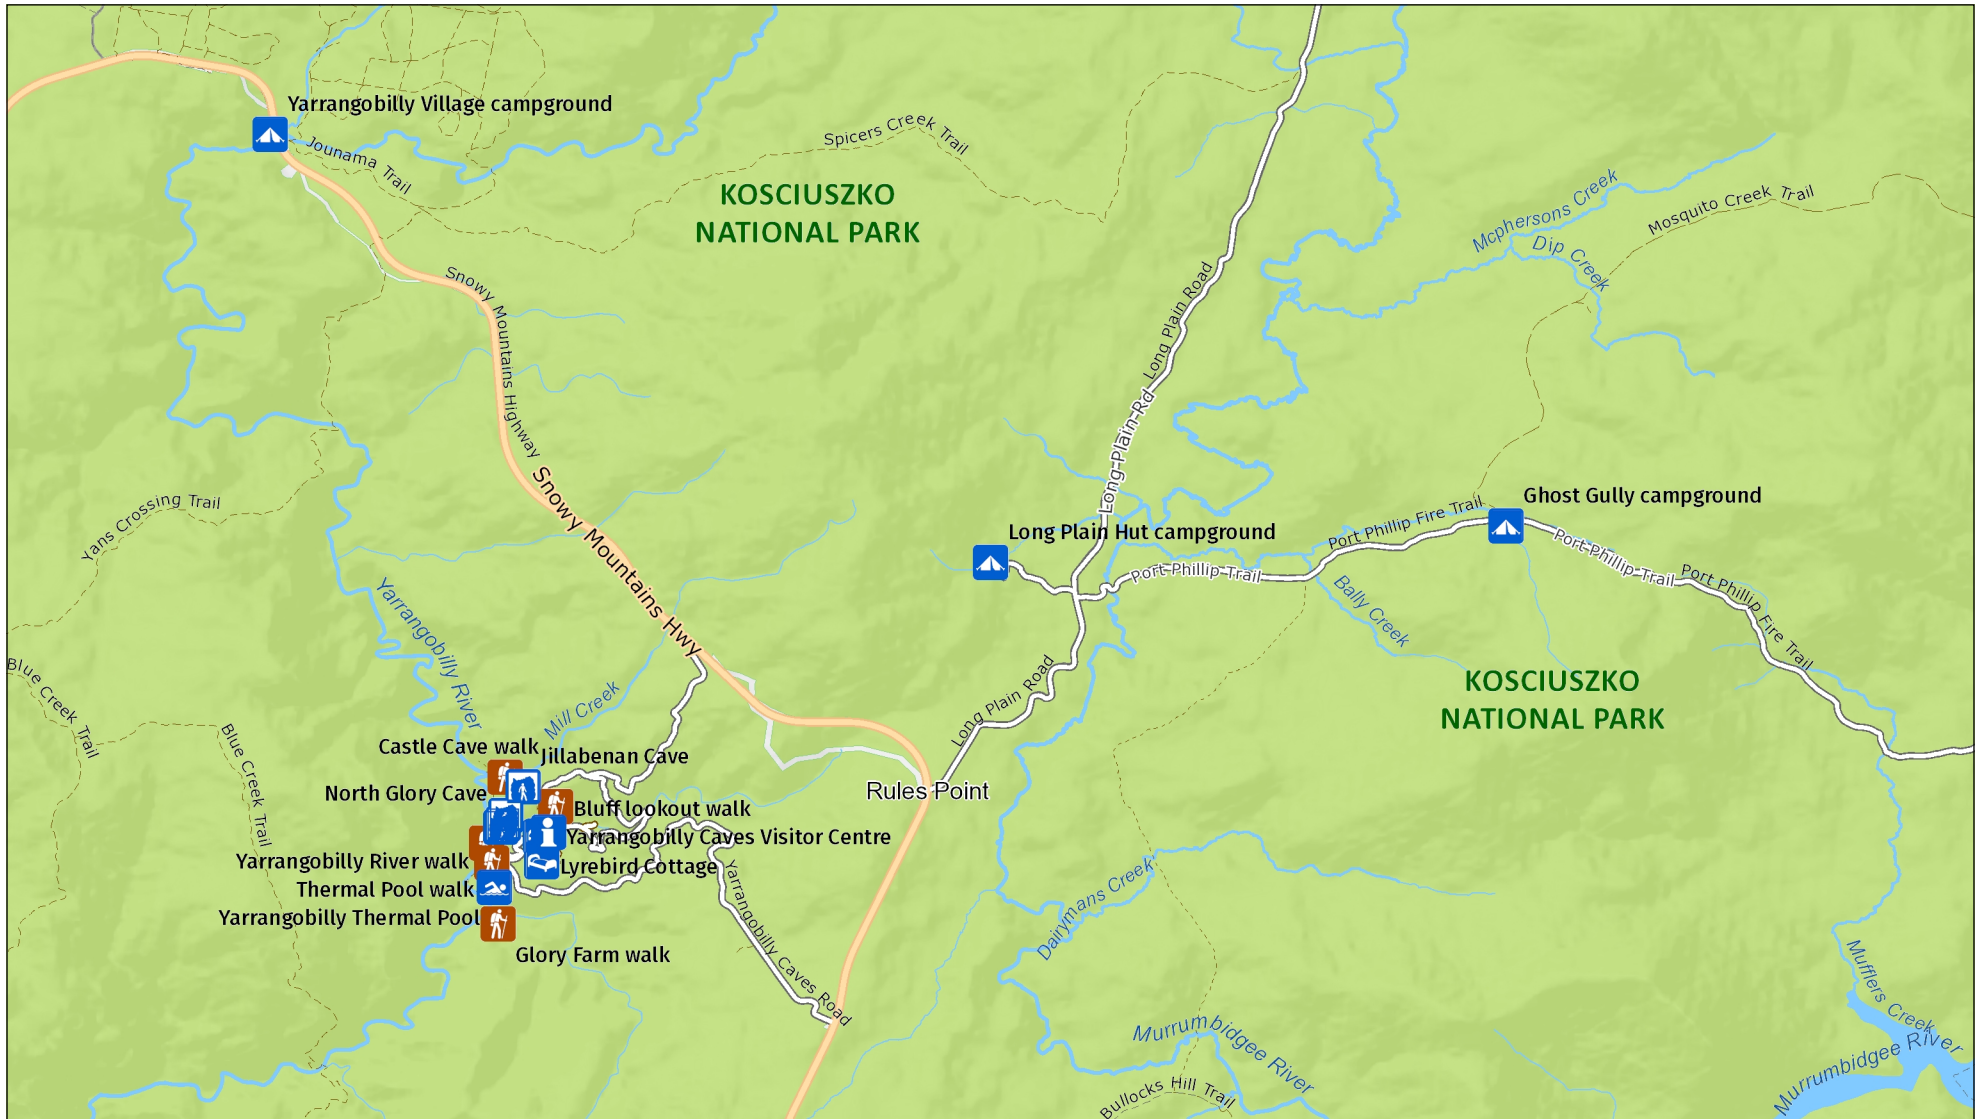 Yarrangobilly Village campground
Jounama Trail
Spicers Creek Trail
KOSCIUSZKO
NATIONAL PARK
Mcphersons Creek
Dip Creek
Mosquito Creek Trail
Snowy Mountains Highway
Long Plain Road
Long-Plain-Rd
Snowy Mountains Hwy
Yans Crossing Trail
Ghost Gully campground
Port Phillip Fire Trail
Long Plain Hut campground
Port Phillip Trail
Port Phillip Trail
Port Phillip Fire Trail
Bally Creek
Yarrangobilly River
Blue Creek Trail
Blue Creek Trail
Mill Creek
Long Plain Road
KOSCIUSZKO
NATIONAL PARK
Castle Cave walk
Jillabenan Cave
North Glory Cave
Rules Point
Bluff lookout walk
Yarrangobilly Caves Visitor Centre
Yarrangobilly River walk
Lyrebird Cottage
Thermal Pool walk
Yarrangobilly Thermal Pool
Glory Farm walk
Yarrangobilly Caves Road
Dairymans Creek
Murrumbidgee River
Bullocks Hill Trail
Mufflers Creek
Murrumbidgee River